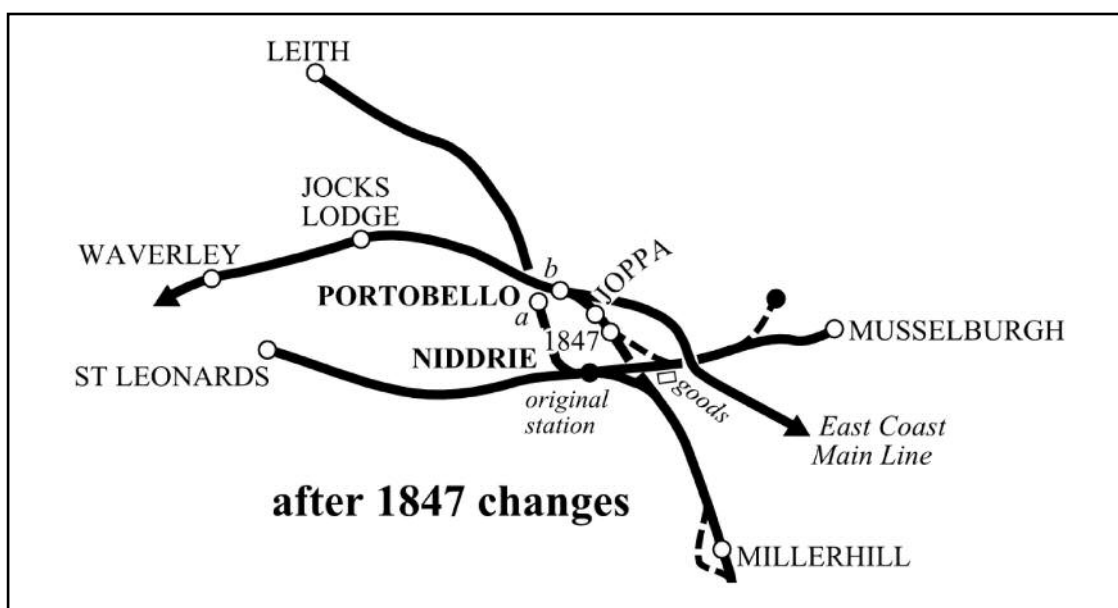 LEITH
JOCKS
LODGE
WAVERLEY
b
JOPPA
PORTOBELLO
a
1847
MUSSELBURGH
NIDDRIE
ST LEONARDS
original
station
goods
East Coast
Main Line
after 1847 changes
MILLERHILL